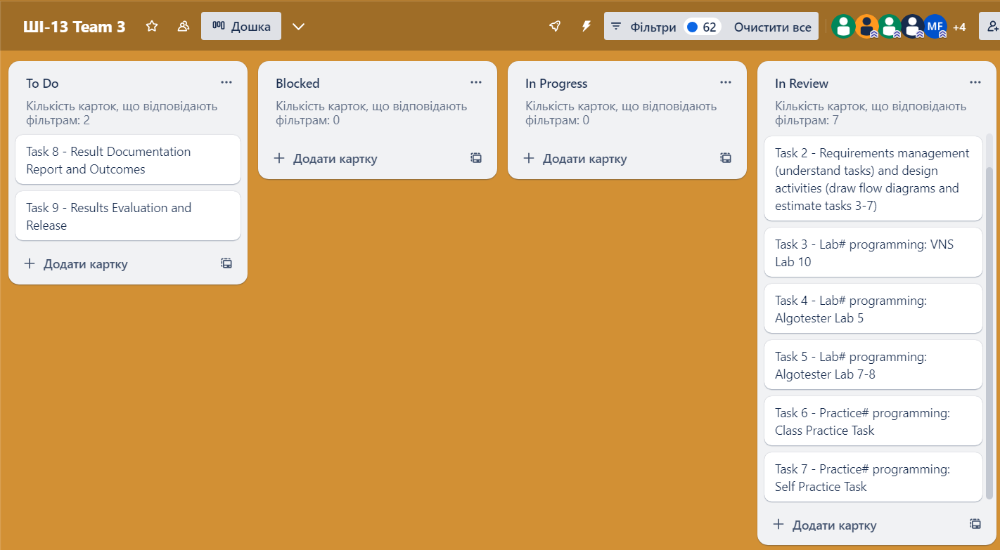 ШІ-13 Team 3
Дошка
Фільтри 62 Очистити все
MF +4
To Do
Кількість карток, що відповідають
фільтрам: 2
Task 8 - Result Documentation
Report and Outcomes
Task 9 - Results Evaluation and
Release
Додати картку
Blocked
Кількість карток, що відповідають
фільтрам: 0
Додати картку
In Progress
Кількість карток, що відповідають
фільтрам: 0
Додати картку
In Review
Кількість карток, що відповідають
фільтрам: 7
Task 2 - Requirements management
(understand tasks) and design
activities (draw flow diagrams and
estimate tasks 3-7)
Task 3 - Lab# programming: VNS
Lab 10
Task 4 - Lab# programming:
Algotester Lab 5
Task 5 - Lab# programming:
Algotester Lab 7-8
Task 6 - Practice# programming:
Class Practice Task
Task 7 - Practice# programming:
Self Practice Task
Додати картку